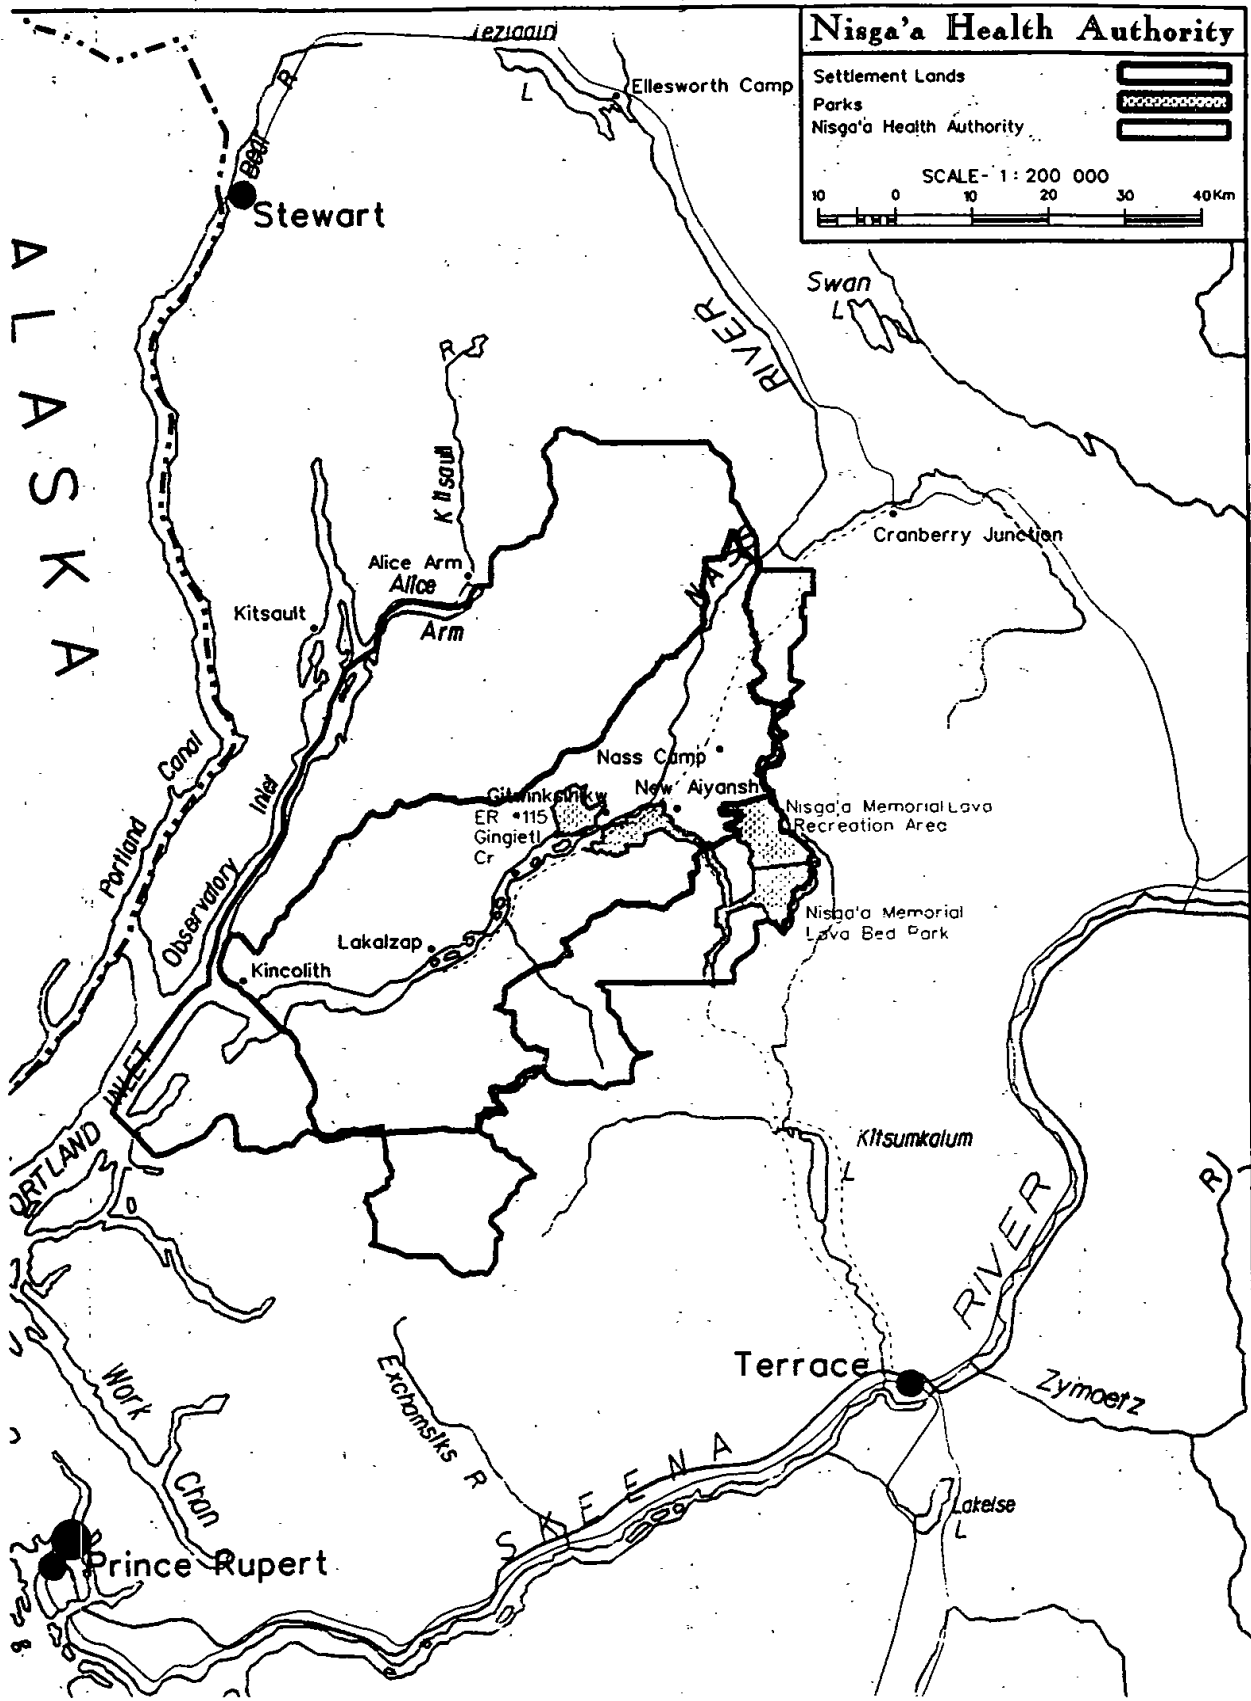 Nisga'a Health Authority
Settlement Lands
Parks
Nisga'a Health Authority
SCALE- 1 : 200 000
10 0 10 20 30 40Km
L
Ellesworth Camp
R
Bear
Stewart
ALASKA
Swan
L
RIVER
R
Kitsault
Cranberry Junction
Alice Arm
Alice
Arm
Kitsault
NASS
Nass Camp
New Aiyansh
Gitwinksihlkw
ER #115
Gingietl
Cr
Nisga'a Memorial Lava
Recreation Area
Nisga'a Memorial
Lava Bed Park
Canal
Portland
Inlet
Observatory
Lakalzap
Kincolith
INLET
ORTLAND
Kitsumkalum
L
R
RIVER
Terrace
Zymoetz
Exchamsiks R
Work
Chan
SKEENA
Lakelse
L
Prince Rupert